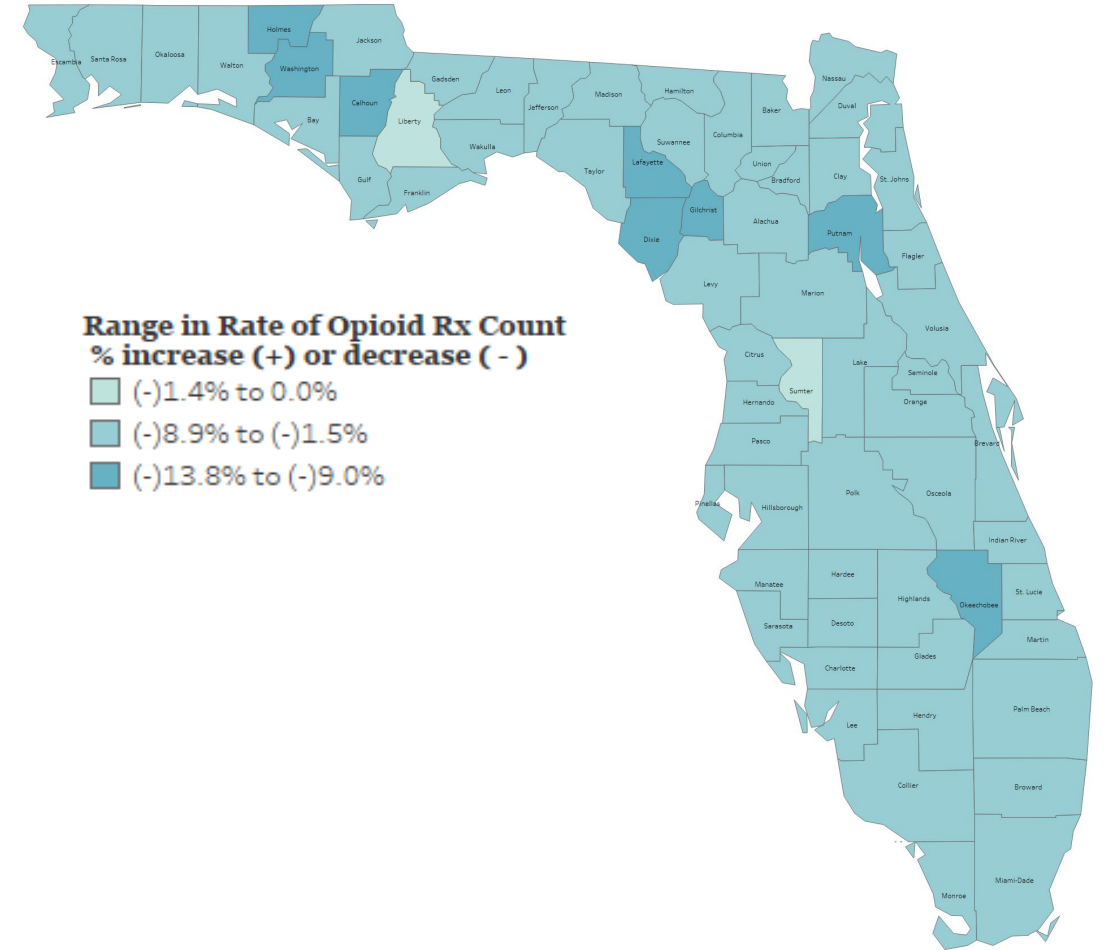 Holmes
Jackson
Escambia
Santa Rosa
Okaloosa
Walton
Washington
Calhoun
Bay
Liberty
Gulf
Franklin
Gadsden
Leon
Jefferson
Wakulla
Madison
Hamilton
Taylor
Lafayette
Suwannee
Columbia
Baker
Nassau
Duval
Union
Bradford
Clay
St. Johns
Dixie
Gilchrist
Alachua
Putnam
Flagler
Levy
Marion
Volusia
Range in Rate of Opioid Rx Count
% increase (+) or decrease ( - )
(-)1.4% to 0.0%
(-)8.9% to (-)1.5%
(-)13.8% to (-)9.0%
Citrus
Sumter
Lake
Seminole
Hernando
Orange
Pasco
Brevard
Pinellas
Hillsborough
Polk
Osceola
Indian River
Manatee
Hardee
Highlands
Okeechobee
St. Lucie
Sarasota
Desoto
Martin
Charlotte
Glades
Lee
Hendry
Palm Beach
Collier
Broward
Monroe
Miami-Dade